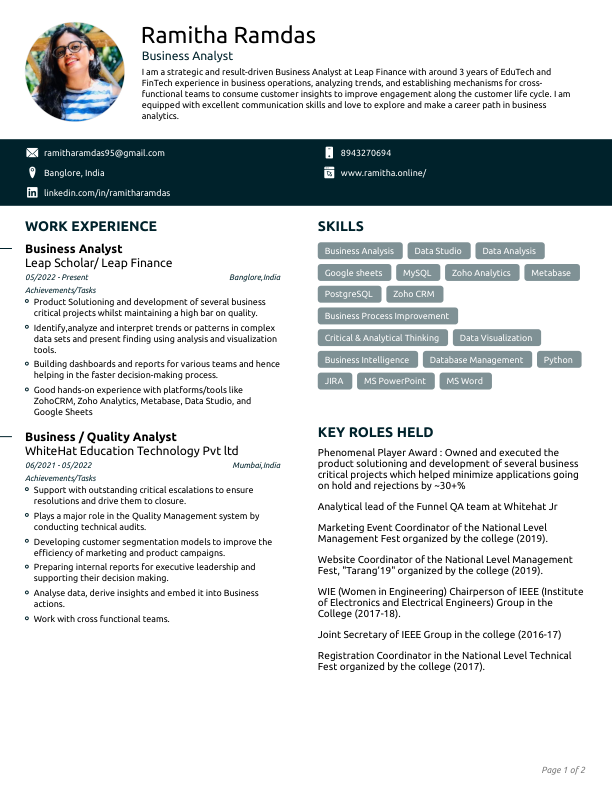 Ramitha Ramdas
Business Analyst
I am a strategic and result-driven Business Analyst at Leap Finance with around 3 years of EduTech and
FinTech experience in business operations, analyzing trends, and establishing mechanisms for cross-
functional teams to consume customer insights to improve engagement along the customer life cycle. I am
equipped with excellent communication skills and love to explore and make a career path in business
analytics.
ramitharamdas95@gmail.com
8943270694
Banglore, India
www.ramitha.online/
linkedin.com/in/ramitharamdas
WORK EXPERIENCE
Business Analyst
Leap Scholar/ Leap Finance
05/2022 - Present
Banglore,India
Achievements/Tasks
Product Solutioning and development of several business
critical projects whilst maintaining a high bar on quality.
Identify,analyze and interpret trends or patterns in complex
data sets and present finding using analysis and visualization
tools.
Building dashboards and reports for various teams and hence
helping in the faster decision-making process.
Good hands-on experience with platforms/tools like
ZohoCRM, Zoho Analytics, Metabase, Data Studio, and
Google Sheets
Business / Quality Analyst
WhiteHat Education Technology Pvt ltd
06/2021 - 05/2022
Mumbai,India
Achievements/Tasks
Support with outstanding critical escalations to ensure
resolutions and drive them to closure.
Plays a major role in the Quality Management system by
conducting technical audits.
Developing customer segmentation models to improve the
efficiency of marketing and product campaigns.
Preparing internal reports for executive leadership and
supporting their decision making.
Analyse data, derive insights and embed it into Business
actions.
Work with cross functional teams.
SKILLS
Business Analysis Data Studio Data Analysis
Google sheets MySQL Zoho Analytics Metabase
PostgreSQL Zoho CRM
Business Process Improvement
Critical & Analytical Thinking Data Visualization
Business Intelligence Database Management Python
JIRA MS PowerPoint MS Word
KEY ROLES HELD
Phenomenal Player Award : Owned and executed the
product solutioning and development of several business
critical projects which helped minimize applications going
on hold and rejections by ~30+%
Analytical lead of the Funnel QA team at Whitehat Jr
Marketing Event Coordinator of the National Level
Management Fest organized by the college (2019).
Website Coordinator of the National Level Management
Fest, "Tarang'19" organized by the college (2019).
WIE (Women in Engineering) Chairperson of IEEE (Institute
of Electronics and Electrical Engineers) Group in the
College (2017-18).
Joint Secretary of IEEE Group in the college (2016-17)
Registration Coordinator in the National Level Technical
Fest organized by the college (2017).
Page 1 of 2